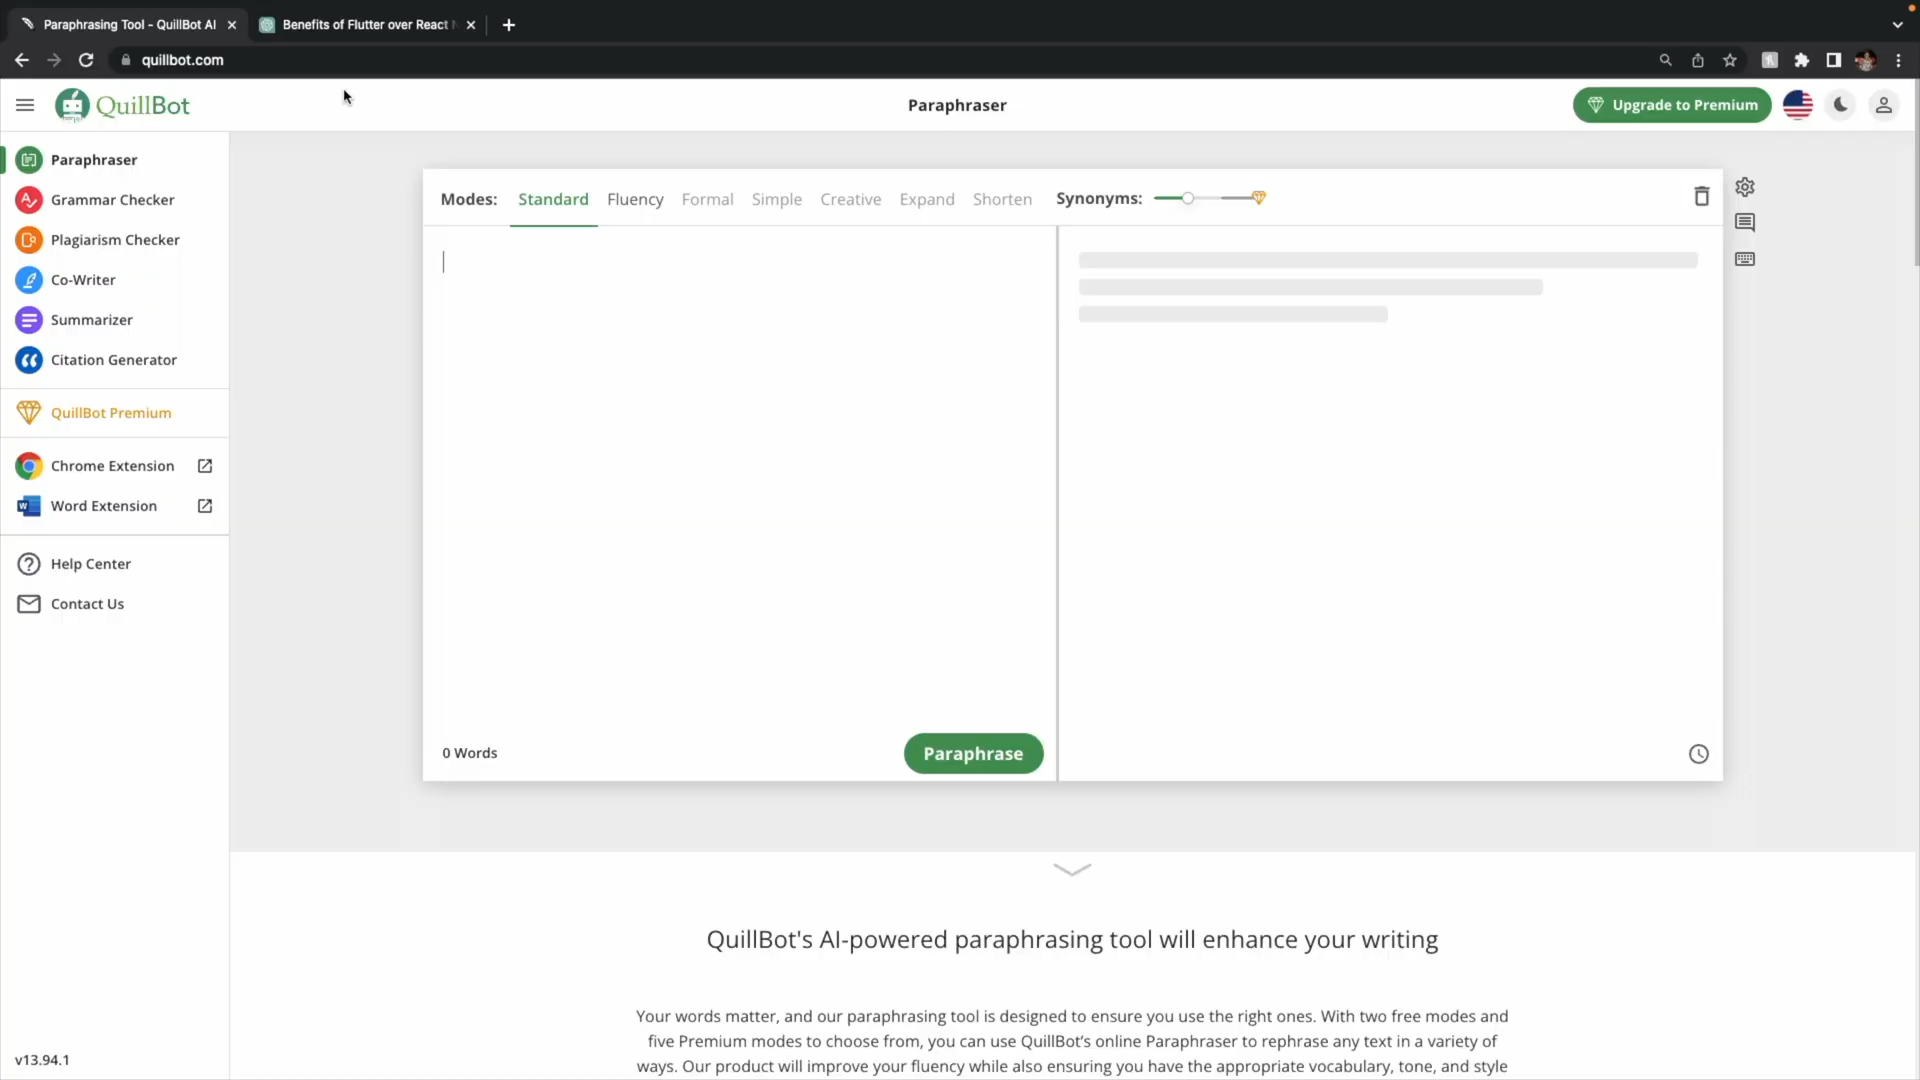 Paraphrasing Tool - QuillBot AI
Benefits of Flutter over React
quillbot.com
QuillBot
Paraphraser
Upgrade to Premium
Paraphraser
Grammar Checker
Plagiarism Checker
Co-Writer
Summarizer
Citation Generator
QuillBot Premium
Chrome Extension
Word Extension
Help Center
Contact Us
v13.94.1
Modes: Standard Fluency Formal Simple Creative Expand Shorten Synonyms:
0 Words
Paraphrase
QuillBot's AI-powered paraphrasing tool will enhance your writing
Your words matter, and our paraphrasing tool is designed to ensure you use the right ones. With two free modes and
five Premium modes to choose from, you can use QuillBot’s online Paraphraser to rephrase any text in a variety of
ways. Our product will improve your fluency while also ensuring you have the appropriate vocabulary, tone, and style